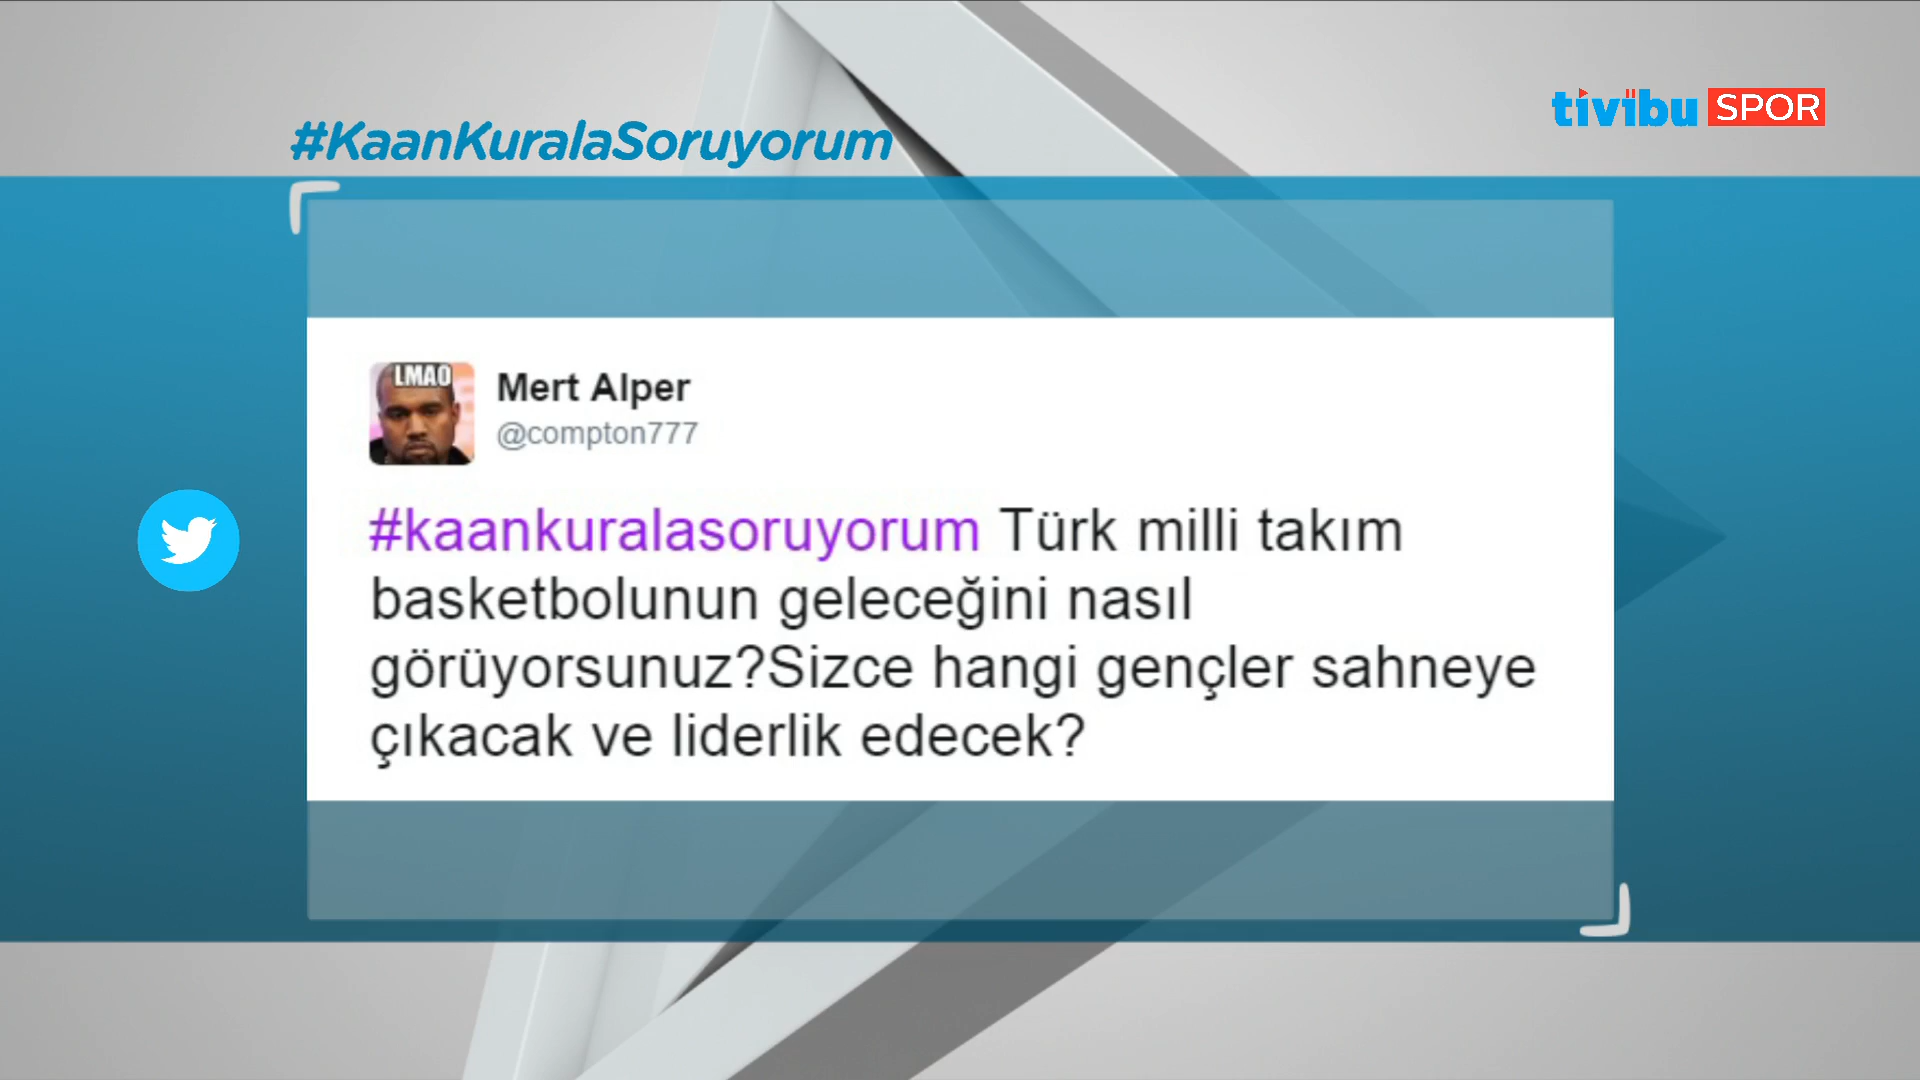 #KaanKuralaSoruyorum
tivibu SPOR
LMAO
Mert Alper
@compton777
#kaankuralasoruyorum Türk milli takım
basketbolunun geleceğini nasıl
görüyorsunuz?Sizce hangi gençler sahneye
çıkacak ve liderlik edecek?